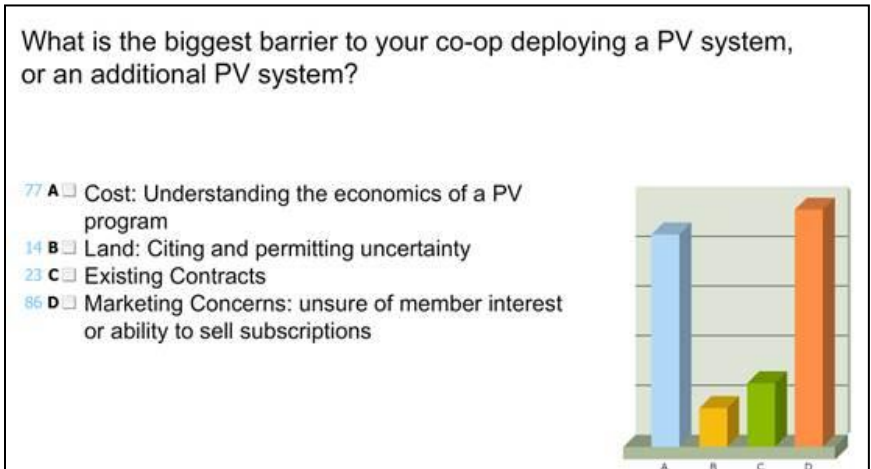 What is the biggest barrier to your co-op deploying a PV system,
or an additional PV system?
77 A Cost: Understanding the economics of a PV
program
14 B Land: Citing and permitting uncertainty
23 C Existing Contracts
86 D Marketing Concerns: unsure of member interest
or ability to sell subscriptions
A B C D